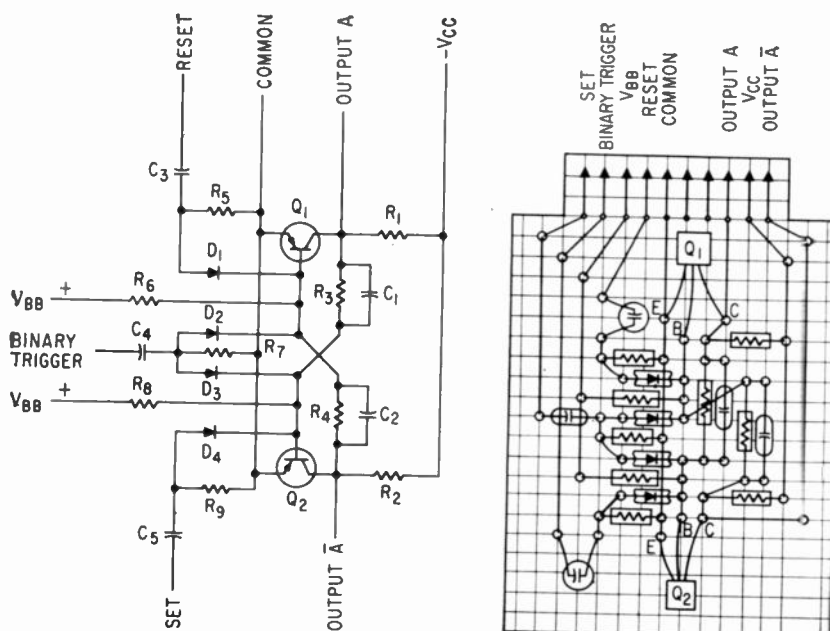 RESET
COMMON
OUTPUT A
-VCC
C3
R5
Q1
R1
D1
R3
C1
VBB +
R6
D2
C4
BINARY
TRIGGER
R7
D3
VBB +
R8
R4
C2
D4
R9
Q2
R2
C5
SET
OUTPUT A̅
SET
BINARY TRIGGER
VBB
RESET
COMMON
OUTPUT A
VCC
OUTPUT A̅
Q1
E
B
C
E
B
C
Q2